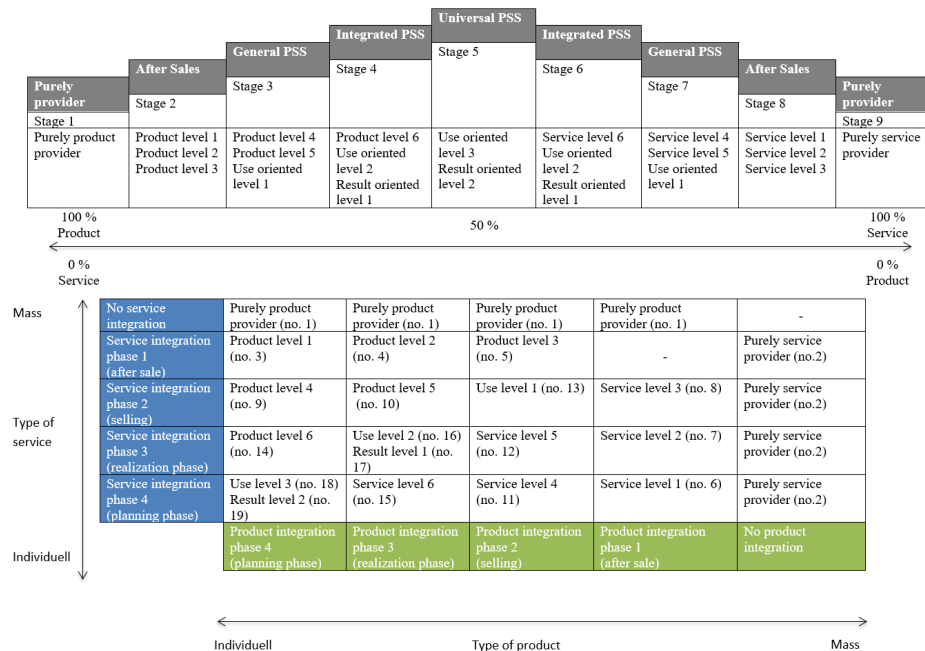 Universal PSS
Stage 5
Integrated PSS
Stage 4
Integrated PSS
Stage 6
General PSS
Stage 3
General PSS
Stage 7
After Sales
Stage 2
After Sales
Stage 8
Purely
provider
Stage 1
Purely
provider
Stage 9
Purely product
provider
Product level 1
Product level 2
Product level 3
Product level 4
Product level 5
Use oriented
level 1
Product level 6
Use oriented
level 2
Result oriented
level 1
Use oriented
level 3
Result oriented
level 2
Service level 6
Use oriented
level 2
Result oriented
level 1
Service level 4
Service level 5
Use oriented
level 1
Service level 1
Service level 2
Service level 3
Purely service
provider
100 %
Product
50 %
100 %
Service
0 %
Service
0 %
Product
Mass
Type of
service
Individuell
No service
integration
Purely product
provider (no. 1)
Purely product
provider (no. 1)
Purely product
provider (no. 1)
Purely product
provider (no. 1)
-
Service integration
phase 1
(after sale)
Product level 1
(no. 3)
Product level 2
(no. 4)
Product level 3
(no. 5)
-
Purely service
provider (no.2)
Service integration
phase 2
(selling)
Product level 4
(no. 9)
Product level 5
(no. 10)
Use level 1 (no. 13)
Service level 3 (no. 8)
Purely service
provider (no.2)
Service integration
phase 3
(realization phase)
Product level 6
(no. 14)
Use level 2 (no. 16)
Result level 1 (no.
17)
Service level 5
(no. 12)
Service level 2 (no. 7)
Purely service
provider (no.2)
Service integration
phase 4
(planning phase)
Use level 3 (no. 18)
Result level 2 (no.
19)
Service level 6
(no. 15)
Service level 4
(no. 11)
Service level 1 (no. 6)
Purely service
provider (no.2)
Product integration
phase 4
(planning phase)
Product integration
phase 3
(realization phase)
Product integration
phase 2
(selling)
Product integration
phase 1
(after sale)
No product
integration
Individuell
Type of product
Mass